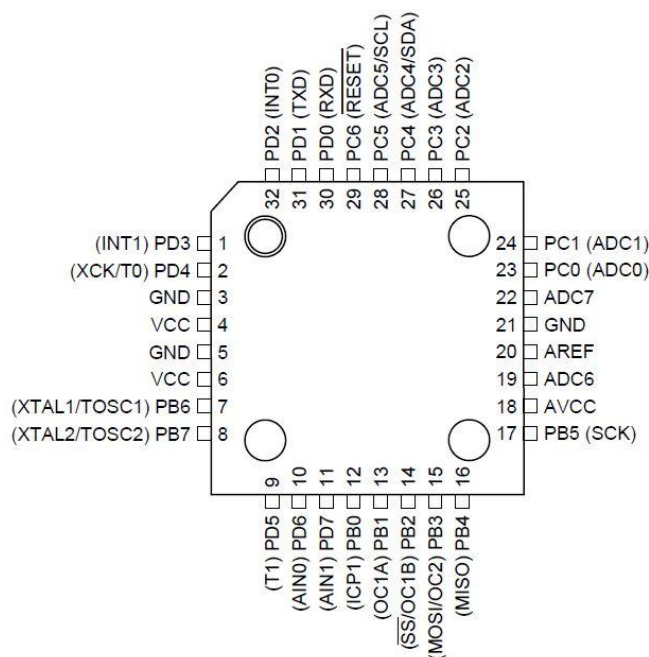 PD2 (INT0)
PD1 (TXD)
PD0 (RXD)
PC6 (RESET)
PC5 (ADC5/SCL)
PC4 (ADC4/SDA)
PC3 (ADC3)
PC2 (ADC2)
32 31 30 29 28 27 26 25
(INT1) PD3 1
(XCK/T0) PD4 2
GND 3
VCC 4
GND 5
VCC 6
(XTAL1/TOSC1) PB6 7
(XTAL2/TOSC2) PB7 8
24 PC1 (ADC1)
23 PC0 (ADC0)
22 ADC7
21 GND
20 AREF
19 ADC6
18 AVCC
17 PB5 (SCK)
9 10 11 12 13 14 15 16
(T1) PD5
(AIN0) PD6
(AIN1) PD7
(ICP1) PB0
(OC1A) PB1
(SS/OC1B) PB2
(MOSI/OC2) PB3
(MISO) PB4